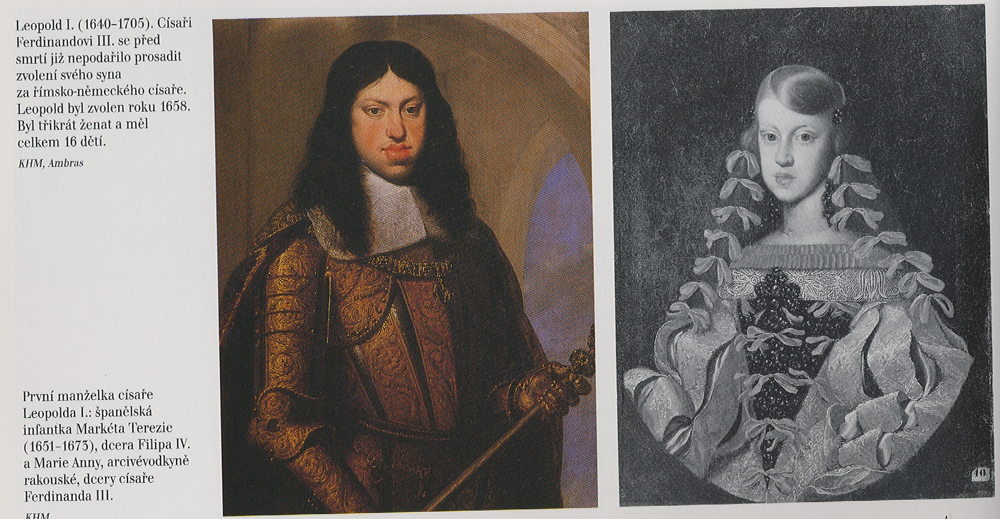 Leopold I. (1640–1705). Císaři
Ferdinandovi III. se před
smrtí již nepodařilo prosadit
zvolení svého syna
za římsko-německého císaře.
Leopold byl zvolen roku 1658.
Byl třikrát ženat a měl
celkem 16 dětí.
KHM, Ambras
První manželka císaře
Leopolda I.: španělská
infantka Markéta Terezie
(1651–1673), dcera Filipa IV.
a Marie Anny, arcivévodkyně
rakouské, dcery císaře
Ferdinanda III.
KHM
10